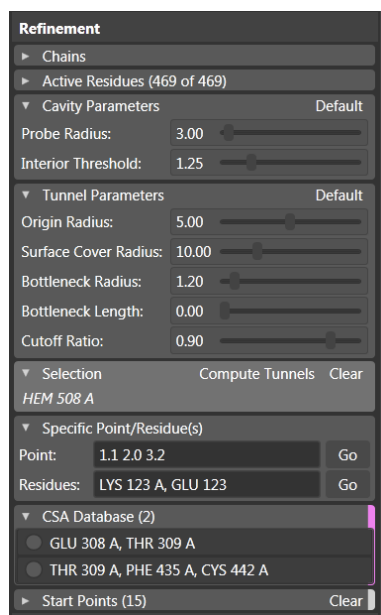 Refinement
► Chains
► Active Residues (469 of 469)
▼ Cavity Parameters Default
Probe Radius: 3.00
Interior Threshold: 1.25
▼ Tunnel Parameters Default
Origin Radius: 5.00
Surface Cover Radius: 10.00
Bottleneck Radius: 1.20
Bottleneck Length: 0.00
Cutoff Ratio: 0.90
▼ Selection Compute Tunnels Clear
HEM 508 A
▼ Specific Point/Residue(s)
Point: 1.1 2.0 3.2 Go
Residues: LYS 123 A, GLU 123 Go
▼ CSA Database (2)
GLU 308 A, THR 309 A
THR 309 A, PHE 435 A, CYS 442 A
► Start Points (15) Clear